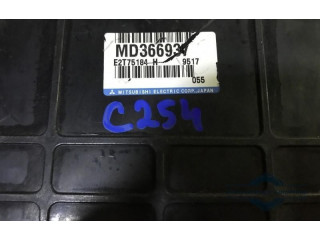 MD366937
E2T75184 H 9517
055
MITSUBISHI ELECTRIC CORP. JAPAN
C254